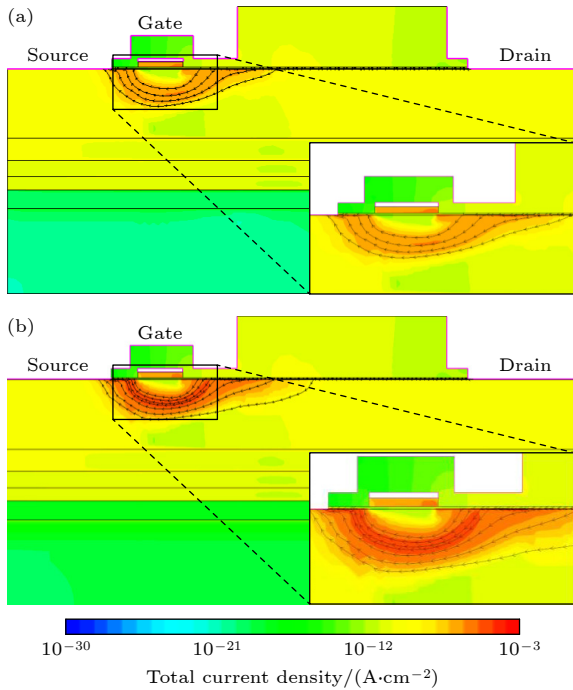 (a)
Gate
Source
Drain
(b)
Gate
Source
Drain
10⁻³⁰
10⁻²¹
10⁻¹²
10⁻³
Total current density/(A·cm⁻²)